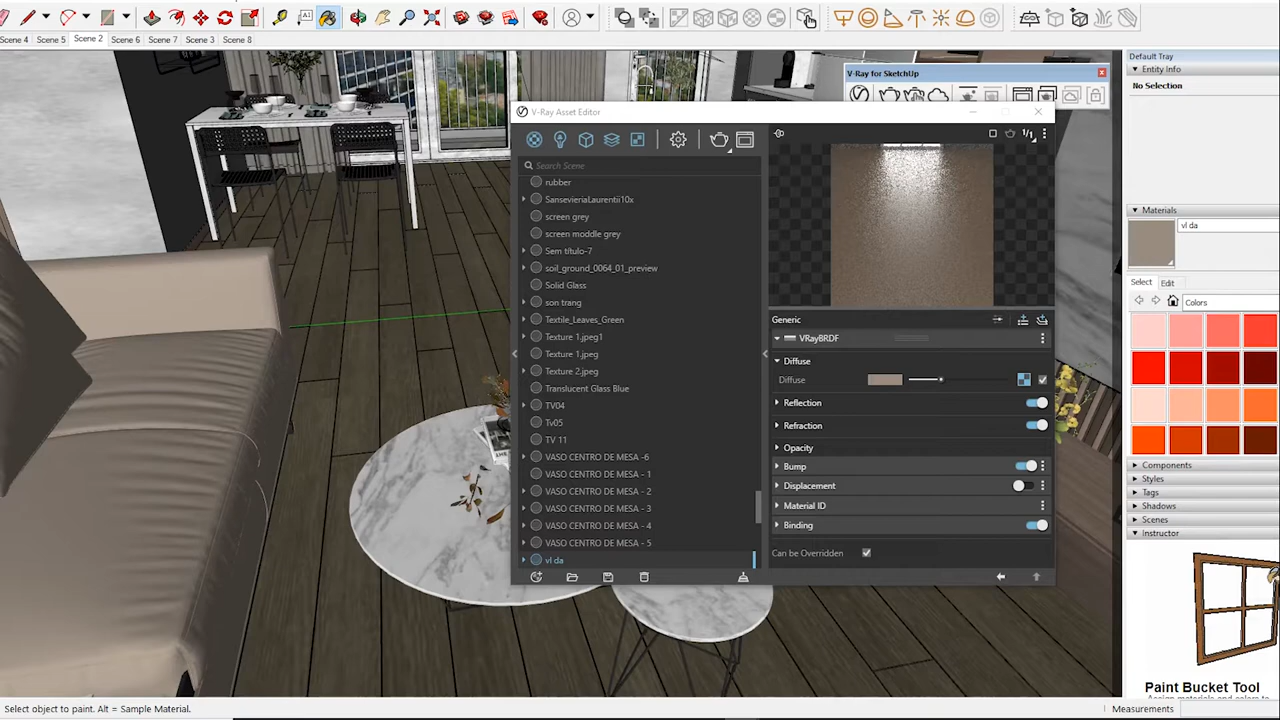 Scene 4
Scene 5
Scene 2
Scene 6
Scene 7
Scene 3
Scene 8
Default Tray
Entity Info
No Selection
V-Ray for SketchUp
V-Ray Asset Editor
1/1
Search Scene
rubber
SansevieriaLaurentii10x
screen grey
screen moddle grey
Sem título-7
soil_ground_0064_01_preview
Solid Glass
son trang
Textile_Leaves_Green
Texture 1.jpeg1
Texture 1.jpeg
Texture 2.jpeg
Translucent Glass Blue
TV04
Tv05
TV 11
VASO CENTRO DE MESA -6
VASO CENTRO DE MESA - 1
VASO CENTRO DE MESA - 2
VASO CENTRO DE MESA - 3
VASO CENTRO DE MESA - 4
VASO CENTRO DE MESA - 5
vl da
Generic
VRayBRDF
Diffuse
Diffuse
Reflection
Refraction
Opacity
Bump
Displacement
Material ID
Binding
Can be Overridden
Materials
vl da
Select
Edit
Colors
Components
Styles
Tags
Shadows
Scenes
Instructor
Paint Bucket Tool
Select object to paint. Alt = Sample Material.
Measurements